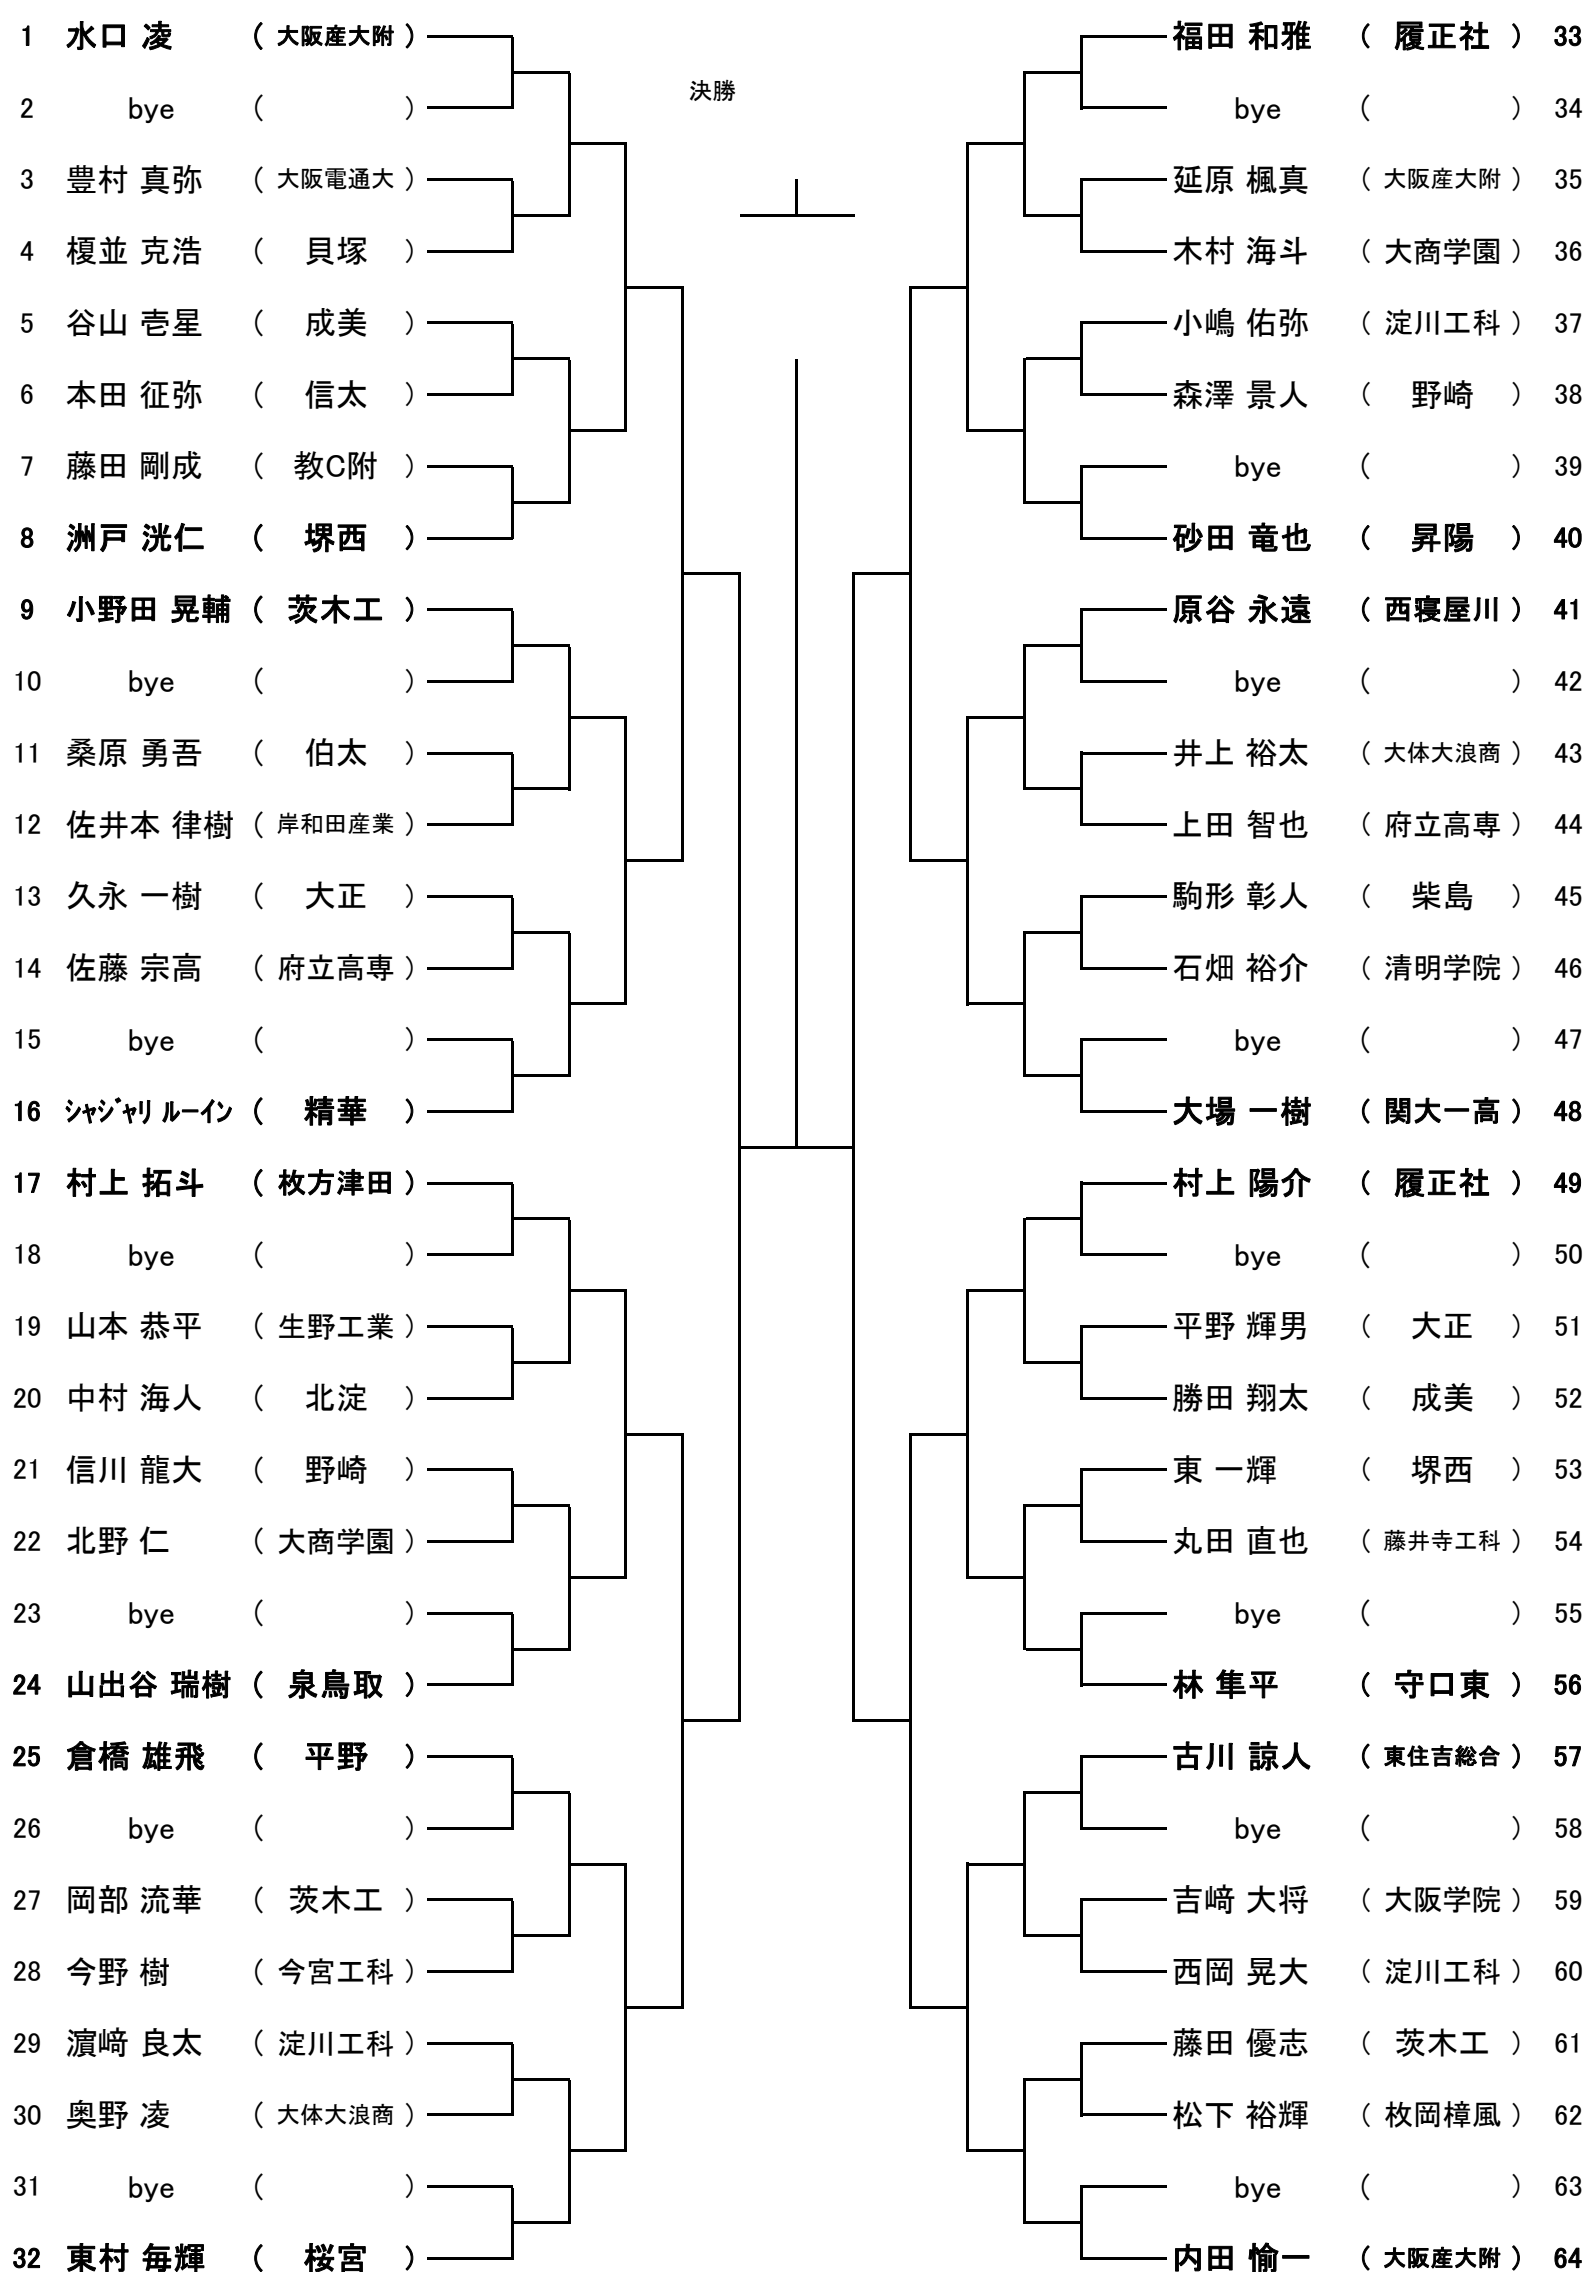 決勝
1 水口 凌 ( 大阪産大附 )
2 bye ( )
3 豊村 真弥 ( 大阪電通大 )
4 榎並 克浩 ( 貝塚 )
5 谷山 壱星 ( 成美 )
6 本田 征弥 ( 信太 )
7 藤田 剛成 ( 教C附 )
8 洲戸 洸仁 ( 堺西 )
9 小野田 晃輔 ( 茨木工 )
10 bye ( )
11 桑原 勇吾 ( 伯太 )
12 佐井本 律樹 ( 岸和田産業 )
13 久永 一樹 ( 大正 )
14 佐藤 宗高 ( 府立高専 )
15 bye ( )
16 ｼｬｼﾞｬﾘ ﾙｰｲﾝ ( 精華 )
17 村上 拓斗 ( 枚方津田 )
18 bye ( )
19 山本 恭平 ( 生野工業 )
20 中村 海人 ( 北淀 )
21 信川 龍大 ( 野崎 )
22 北野 仁 ( 大商学園 )
23 bye ( )
24 山出谷 瑞樹 ( 泉鳥取 )
25 倉橋 雄飛 ( 平野 )
26 bye ( )
27 岡部 流華 ( 茨木工 )
28 今野 樹 ( 今宮工科 )
29 濵﨑 良太 ( 淀川工科 )
30 奥野 凌 ( 大体大浪商 )
31 bye ( )
32 東村 毎輝 ( 桜宮 )
福田 和雅 ( 履正社 ) 33
bye ( ) 34
延原 楓真 ( 大阪産大附 ) 35
木村 海斗 ( 大商学園 ) 36
小嶋 佑弥 ( 淀川工科 ) 37
森澤 景人 ( 野崎 ) 38
bye ( ) 39
砂田 竜也 ( 昇陽 ) 40
原谷 永遠 ( 西寝屋川 ) 41
bye ( ) 42
井上 裕太 ( 大体大浪商 ) 43
上田 智也 ( 府立高専 ) 44
駒形 彰人 ( 柴島 ) 45
石畑 裕介 ( 清明学院 ) 46
bye ( ) 47
大場 一樹 ( 関大一高 ) 48
村上 陽介 ( 履正社 ) 49
bye ( ) 50
平野 輝男 ( 大正 ) 51
勝田 翔太 ( 成美 ) 52
東 一輝 ( 堺西 ) 53
丸田 直也 ( 藤井寺工科 ) 54
bye ( ) 55
林 隼平 ( 守口東 ) 56
古川 諒人 ( 東住吉総合 ) 57
bye ( ) 58
吉﨑 大将 ( 大阪学院 ) 59
西岡 晃大 ( 淀川工科 ) 60
藤田 優志 ( 茨木工 ) 61
松下 裕輝 ( 枚岡樟風 ) 62
bye ( ) 63
内田 愉一 ( 大阪産大附 ) 64